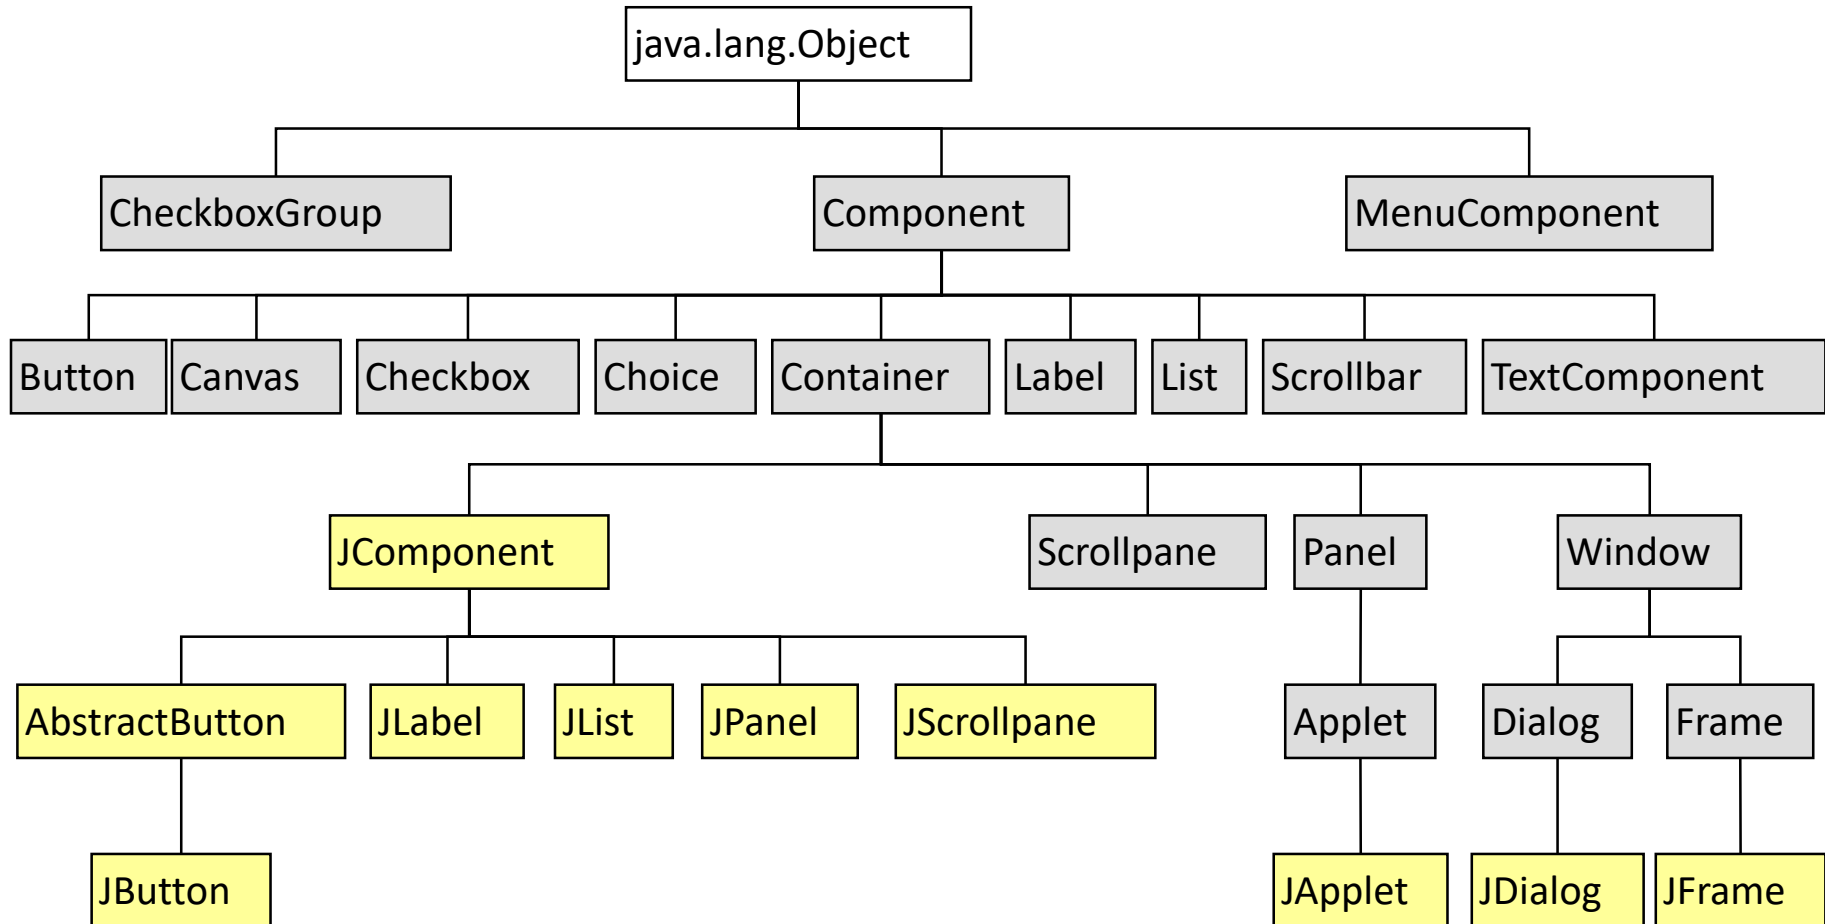 java.lang.Object
CheckboxGroup
Component
MenuComponent
Button
Canvas
Checkbox
Choice
Container
Label
List
Scrollbar
TextComponent
JComponent
Scrollpane
Panel
Window
AbstractButton
JLabel
JList
JPanel
JScrollpane
Applet
Dialog
Frame
JButton
JApplet
JDialog
JFrame